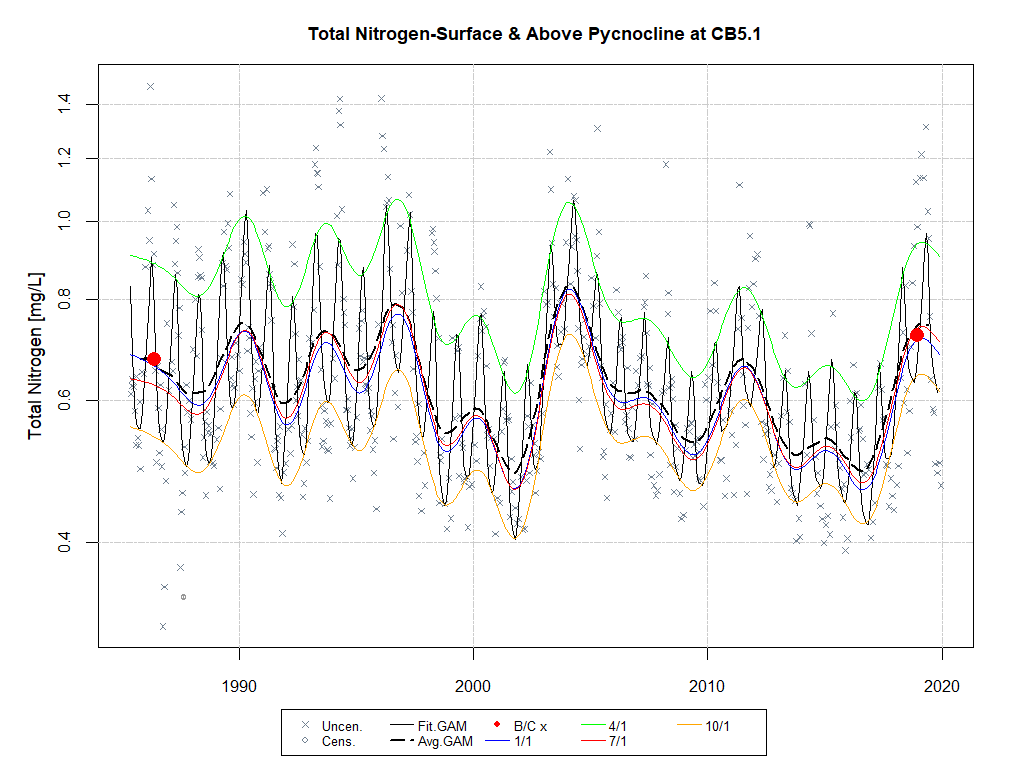 Total Nitrogen-Surface & Above Pycnocline at CB5.1
Total Nitrogen [mg/L]
1.4
1.2
1.0
0.8
0.6
0.4
1990 2000 2010 2020
Uncen. Fit.GAM B/C x 4/1 10/1
Cens. Avg.GAM 1/1 7/1